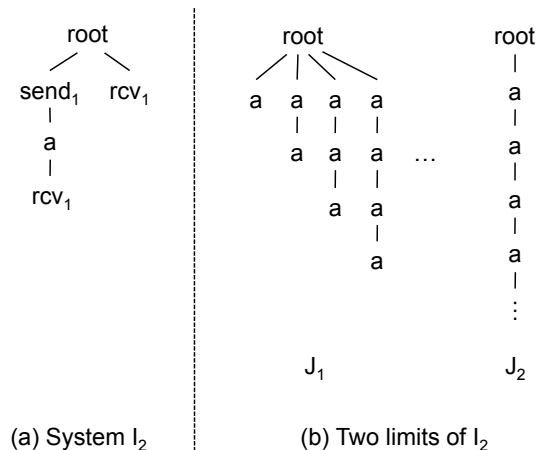 root
send₁ rcv₁
a
rcv₁
(a) System I₂
root
a a a a
a a a ...
a a
a
J₁
root
a
a
a
a
⋮
J₂
(b) Two limits of I₂